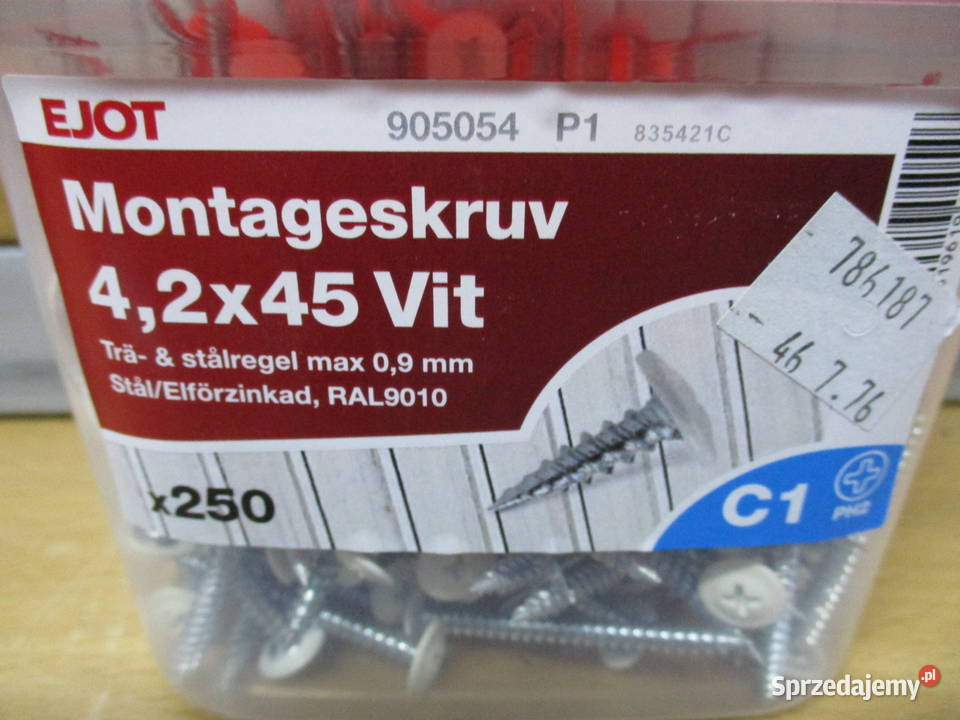 EJOT
905054 P1 835421C
Montageskruv
4,2x45 Vit
Trä- & stålregel max 0,9 mm
Stål/Elförzinkad, RAL9010
x250
C1
PH2
784187
46 7.76
Sprzedajemy.pl